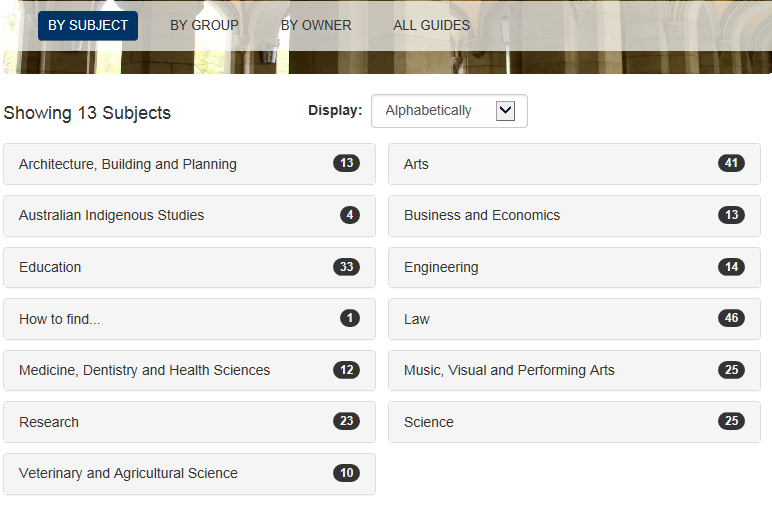 BY SUBJECT BY GROUP BY OWNER ALL GUIDES
Showing 13 Subjects Display: Alphabetically
Architecture, Building and Planning 13 Arts 41
Australian Indigenous Studies 4 Business and Economics 13
Education 33 Engineering 14
How to find... 1 Law 46
Medicine, Dentistry and Health Sciences 12 Music, Visual and Performing Arts 25
Research 23 Science 25
Veterinary and Agricultural Science 10